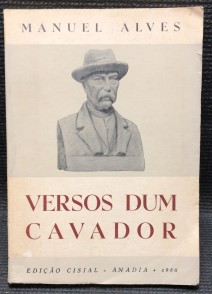 MANUEL ALVES
VERSOS DUM
CAVADOR
EDIÇÃO CISIAL • ANADIA •